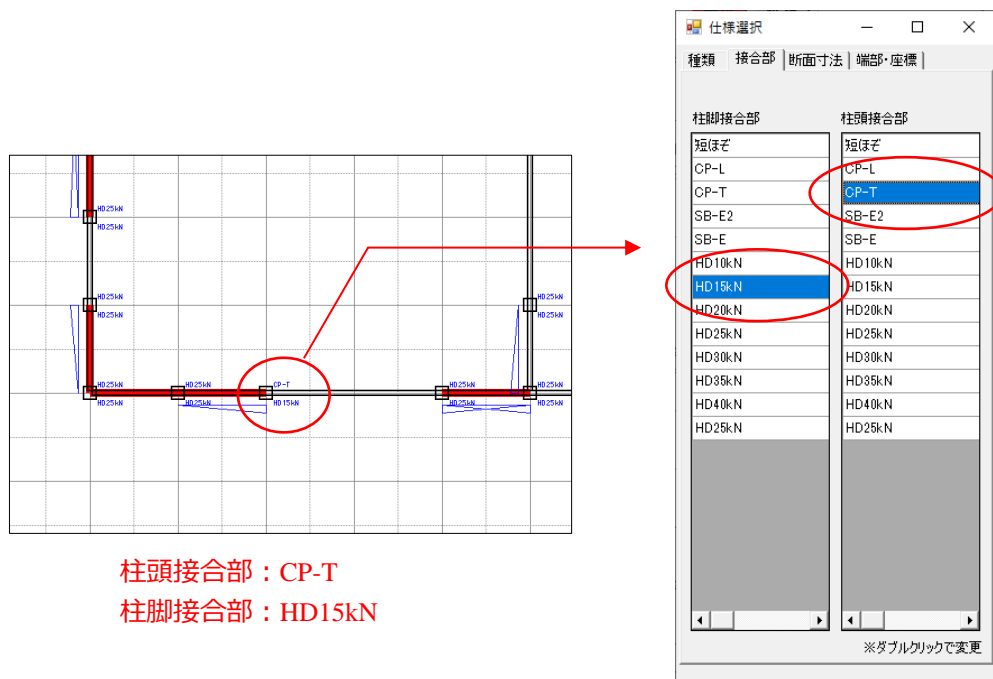 HD25kN
HD25kN
HD25kN
HD25kN
HD25kN
HD25kN
HD25kN
HD25kN
HD25kN
HD25kN
CP-T
HD15kN
HD25kN
HD25kN
HD25kN
HD25kN
柱頭接合部：CP-T
柱脚接合部：HD15kN
仕様選択
種類 接合部 断面寸法 端部・座標
柱脚接合部 柱頭接合部
短ほぞ 短ほぞ
CP-L CP-L
CP-T CP-T
SB-E2 SB-E2
SB-E SB-E
HD10kN HD10kN
HD15kN HD15kN
HD20kN HD20kN
HD25kN HD25kN
HD30kN HD30kN
HD35kN HD35kN
HD40kN HD40kN
HD25kN HD25kN
※ダブルクリックで変更